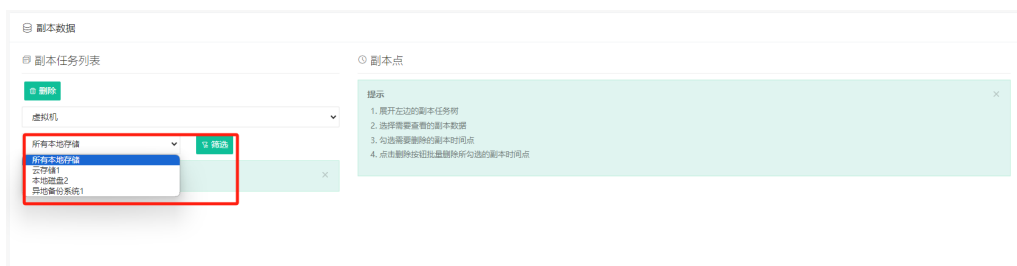 副本数据
副本任务列表
删除
虚拟机
所有本地存储
筛选
所有本地存储
云存储1
本地磁盘2
异地备份系统1
副本点
提示
1. 展开左边的副本任务树
2. 选择需要查看的副本数据
3. 勾选需要删除的副本时间点
4. 点击删除按钮批量删除所勾选的副本时间点